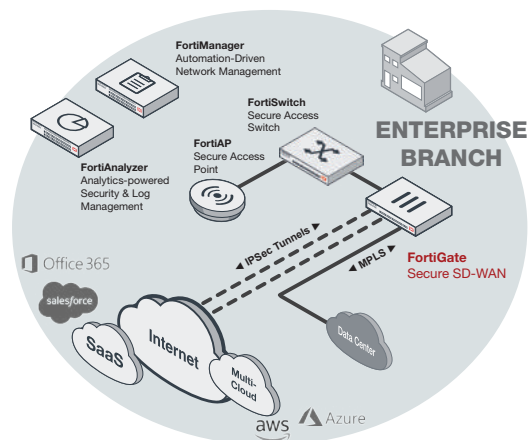 FortiManager
Automation-Driven
Network Management
FortiSwitch
Secure Access
Switch
ENTERPRISE
BRANCH
FortiAP
Secure Access
Point
FortiAnalyzer
Analytics-powered
Security & Log
Management
◄ IPSec Tunnels ►
◄ MPLS ►
FortiGate
Secure SD-WAN
Office 365
salesforce
SaaS
Internet
Multi-
Cloud
Data Center
aws
Azure